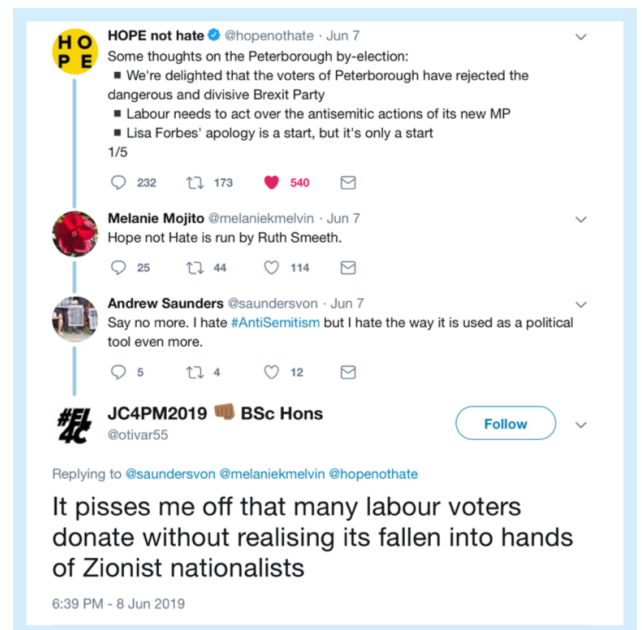 HO
PE
HOPE not hate @hopenothate · Jun 7
Some thoughts on the Peterborough by-election:
▪ We're delighted that the voters of Peterborough have rejected the
dangerous and divisive Brexit Party
▪ Labour needs to act over the antisemitic actions of its new MP
▪ Lisa Forbes' apology is a start, but it's only a start
1/5
232 173 540
Melanie Mojito @melaniekmelvin · Jun 7
Hope not Hate is run by Ruth Smeeth.
25 44 114
Andrew Saunders @saundersvon · Jun 7
Say no more. I hate #AntiSemitism but I hate the way it is used as a political
tool even more.
5 4 12
JC4PM2019 👊🏾 BSc Hons
@otivar55
Follow
Replying to @saundersvon @melaniekmelvin @hopenothate
It pisses me off that many labour voters
donate without realising its fallen into hands
of Zionist nationalists
6:39 PM - 8 Jun 2019